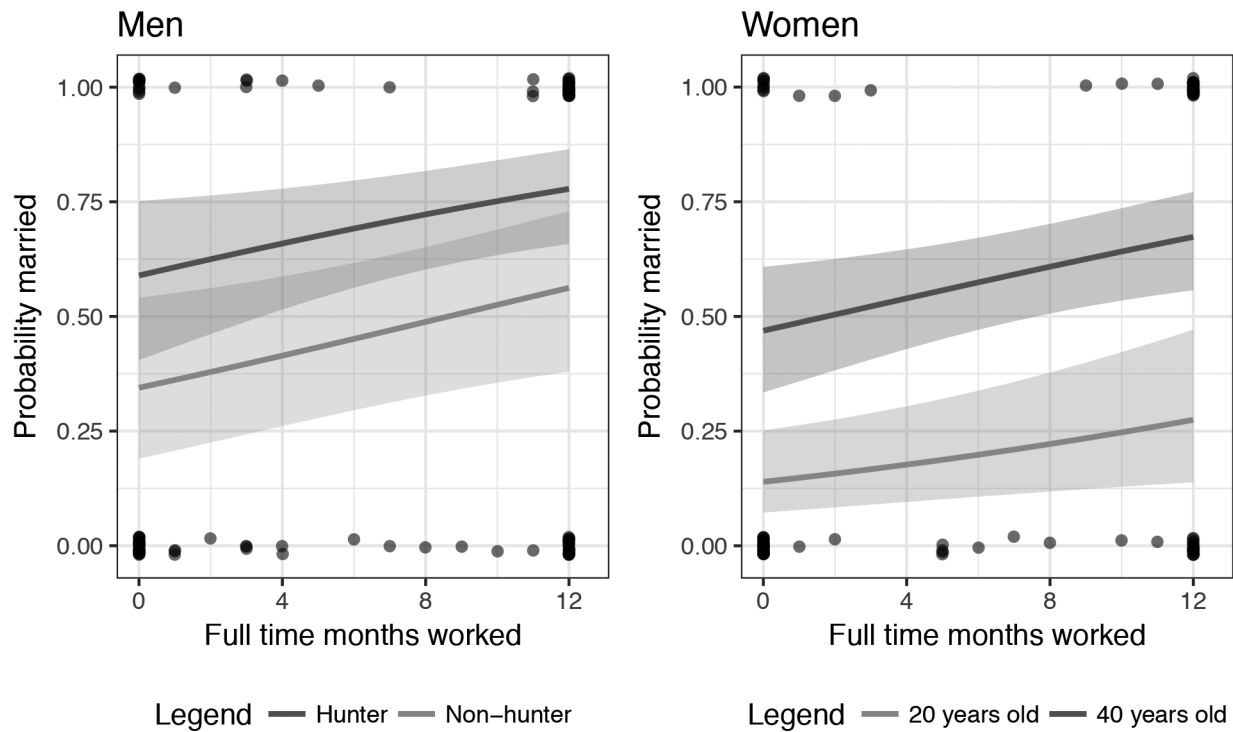 Men
Women
Probability married
1.00
0.75
0.50
0.25
0.00
0 4 8 12
Full time months worked
Legend Hunter Non−hunter
Probability married
1.00
0.75
0.50
0.25
0.00
0 4 8 12
Full time months worked
Legend 20 years old 40 years old